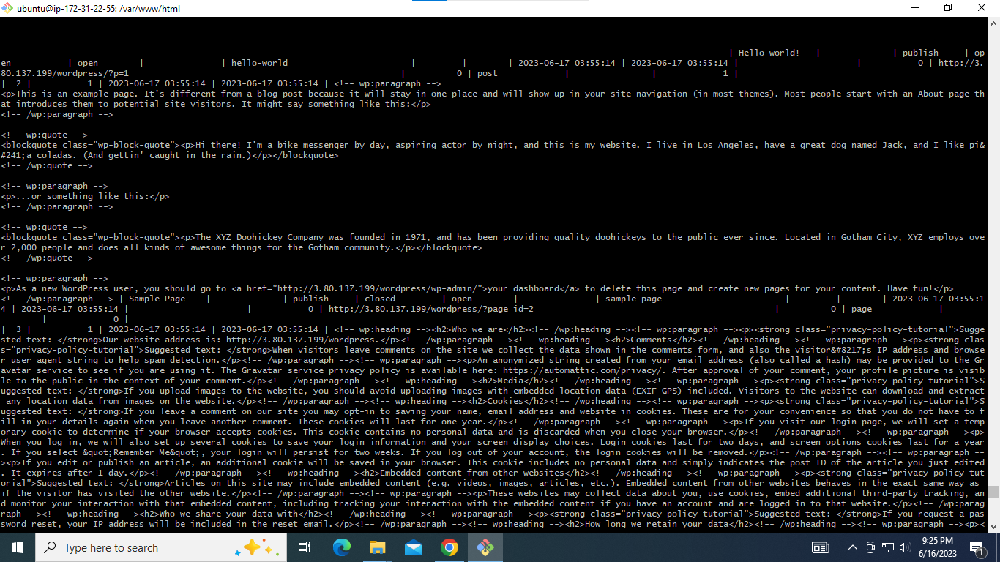 ubuntu@ip-172-31-22-55: /var/www/html
| Hello world! | | publish | op
en | open | | hello-world | | | 2023-06-17 03:55:14 | 2023-06-17 03:55:14 | | 0 | http://3.
80.137.199/wordpress/?p=1 | 0 | post | | 1 |
| 2 | 1 | 2023-06-17 03:55:14 | 2023-06-17 03:55:14 | <!-- wp:paragraph -->
<p>This is an example page. It's different from a blog post because it will stay in one place and will show up in your site navigation (in most themes). Most people start with an About page th
at introduces them to potential site visitors. It might say something like this:</p>
<!-- /wp:paragraph -->
<!-- wp:quote -->
<blockquote class="wp-block-quote"><p>Hi there! I'm a bike messenger by day, aspiring actor by night, and this is my website. I live in Los Angeles, have a great dog named Jack, and I like pi&
#241;a coladas. (And gettin' caught in the rain.)</p></blockquote>
<!-- /wp:quote -->
<!-- wp:paragraph -->
<p>...or something like this:</p>
<!-- /wp:paragraph -->
<!-- wp:quote -->
<blockquote class="wp-block-quote"><p>The XYZ Doohickey Company was founded in 1971, and has been providing quality doohickeys to the public ever since. Located in Gotham City, XYZ employs ove
r 2,000 people and does all kinds of awesome things for the Gotham community.</p></blockquote>
<!-- /wp:quote -->
<!-- wp:paragraph -->
<p>As a new WordPress user, you should go to <a href="http://3.80.137.199/wordpress/wp-admin/">your dashboard</a> to delete this page and create new pages for your content. Have fun!</p>
<!-- /wp:paragraph --> | Sample Page | | publish | closed | open | | sample-page | | | 2023-06-17 03:55:1
4 | 2023-06-17 03:55:14 | | 0 | http://3.80.137.199/wordpress/?page_id=2 | 0 | page |
| 0 |
| 3 | 1 | 2023-06-17 03:55:14 | 2023-06-17 03:55:14 | <!-- wp:heading --><h2>Who we are</h2><!-- /wp:heading --><!-- wp:paragraph --><p><strong class="privacy-policy-tutorial">Sugge
sted text: </strong>Our website address is: http://3.80.137.199/wordpress.</p><!-- /wp:paragraph --><!-- wp:heading --><h2>Comments</h2><!-- /wp:heading --><!-- wp:paragraph --><p><strong clas
s="privacy-policy-tutorial">Suggested text: </strong>When visitors leave comments on the site we collect the data shown in the comments form, and also the visitor&#8217;s IP address and browse
r user agent string to help spam detection.</p><!-- /wp:paragraph --><!-- wp:paragraph --><p>An anonymized string created from your email address (also called a hash) may be provided to the Gr
avatar service to see if you are using it. The Gravatar service privacy policy is available here: https://automattic.com/privacy/. After approval of your comment, your profile picture is visib
le to the public in the context of your comment.</p><!-- /wp:paragraph --><!-- wp:heading --><h2>Media</h2><!-- /wp:heading --><!-- wp:paragraph --><p><strong class="privacy-policy-tutorial">S
uggested text: </strong>If you upload images to the website, you should avoid uploading images with embedded location data (EXIF GPS) included. Visitors to the website can download and extract
any location data from images on the website.</p><!-- /wp:paragraph --><!-- wp:heading --><h2>Cookies</h2><!-- /wp:heading --><!-- wp:paragraph --><p><strong class="privacy-policy-tutorial">S
uggested text: </strong>If you leave a comment on our site you may opt-in to saving your name, email address and website in cookies. These are for your convenience so that you do not have to f
ill in your details again when you leave another comment. These cookies will last for one year.</p><!-- /wp:paragraph --><!-- wp:paragraph --><p>If you visit our login page, we will set a temp
orary cookie to determine if your browser accepts cookies. This cookie contains no personal data and is discarded when you close your browser.</p><!-- /wp:paragraph --><!-- wp:paragraph --><p>
When you log in, we will also set up several cookies to save your login information and your screen display choices. Login cookies last for two days, and screen options cookies last for a year
. If you select &quot;Remember Me&quot;, your login will persist for two weeks. If you log out of your account, the login cookies will be removed.</p><!-- /wp:paragraph --><!-- wp:paragraph --
><p>If you edit or publish an article, an additional cookie will be saved in your browser. This cookie includes no personal data and simply indicates the post ID of the article you just edited
. It expires after 1 day.</p><!-- /wp:paragraph --><!-- wp:heading --><h2>Embedded content from other websites</h2><!-- /wp:heading --><!-- wp:paragraph --><p><strong class="privacy-policy-tut
orial">Suggested text: </strong>Articles on this site may include embedded content (e.g. videos, images, articles, etc.). Embedded content from other websites behaves in the exact same way as
if the visitor has visited the other website.</p><!-- /wp:paragraph --><!-- wp:paragraph --><p>These websites may collect data about you, use cookies, embed additional third-party tracking, an
d monitor your interaction with that embedded content, including tracking your interaction with the embedded content if you have an account and are logged in to that website.</p><!-- /wp:parag
raph --><!-- wp:heading --><h2>Who we share your data with</h2><!-- /wp:heading --><!-- wp:paragraph --><p><strong class="privacy-policy-tutorial">Suggested text: </strong>If you request a pas
sword reset, your IP address will be included in the reset email.</p><!-- /wp:paragraph --><!-- wp:heading --><h2>How long we retain your data</h2><!-- /wp:heading --><!-- wp:paragraph --><p><
Type here to search
9:25 PM
6/16/2023
1